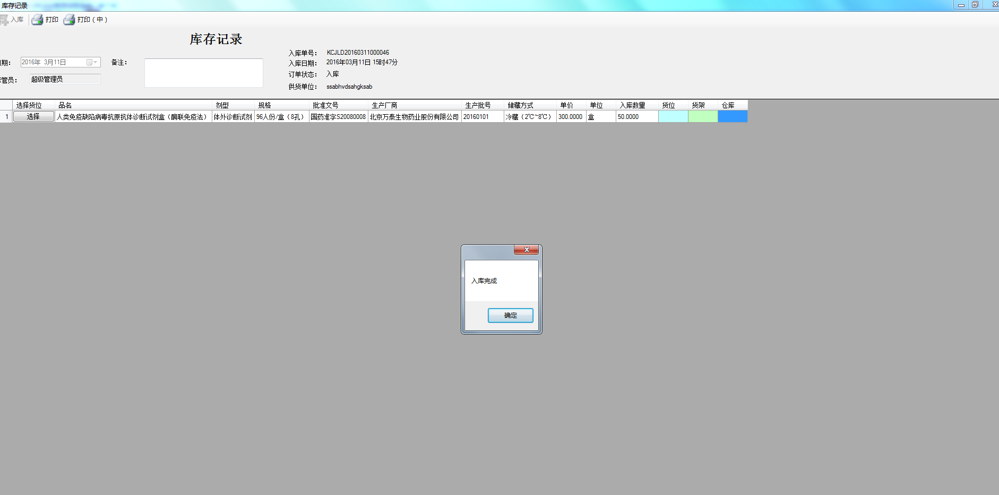 库存记录
入库 打印 打印（中）
库存记录
期： 2016年 3月11日 备注： 入库单号： KCJLD20160311000046
入库日期： 2016年03月11日 15时47分
订单状态： 入库
管员： 超级管理员
供货单位： ssabhvdsahgksab
选择货位 品名 剂型 规格 批准文号 生产厂商 生产批号 储藏方式 单价 单位 入库数量 货位 货架 仓库
1 选择 人类免疫缺陷病毒抗原抗体诊断试剂盒（酶联免疫法） 体外诊断试剂 96人份/盒（8孔） 国药准字S20080008 北京万泰生物药业股份有限公司 20160101 冷藏（2℃~8℃） 300.0000 盒 50.0000
入库完成
确定